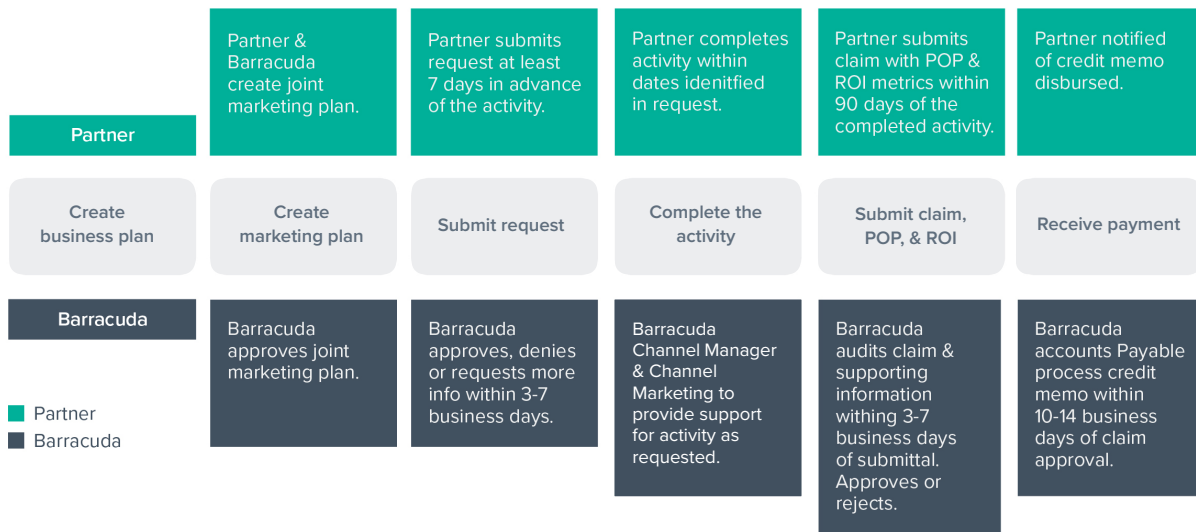 Partner &
Barracuda
create joint
marketing plan.
Partner submits
request at least
7 days in advance
of the activity.
Partner completes
activity within
dates idenitfied
in request.
Partner submits
claim with POP &
ROI metrics within
90 days of the
completed activity.
Partner notified
of credit memo
disbursed.
Partner
Create
business plan
Create
marketing plan
Submit request
Complete the
activity
Submit claim,
POP, & ROI
Receive payment
Barracuda
Barracuda
approves joint
marketing plan.
Barracuda
approves, denies
or requests more
info within 3-7
business days.
Barracuda
Channel Manager
& Channel
Marketing to
provide support
for activity as
requested.
Barracuda
audits claim &
supporting
information
withing 3-7
business days
of submittal.
Approves or
rejects.
Barracuda
accounts Payable
process credit
memo within
10-14 business
days of claim
approval.
Partner
Barracuda